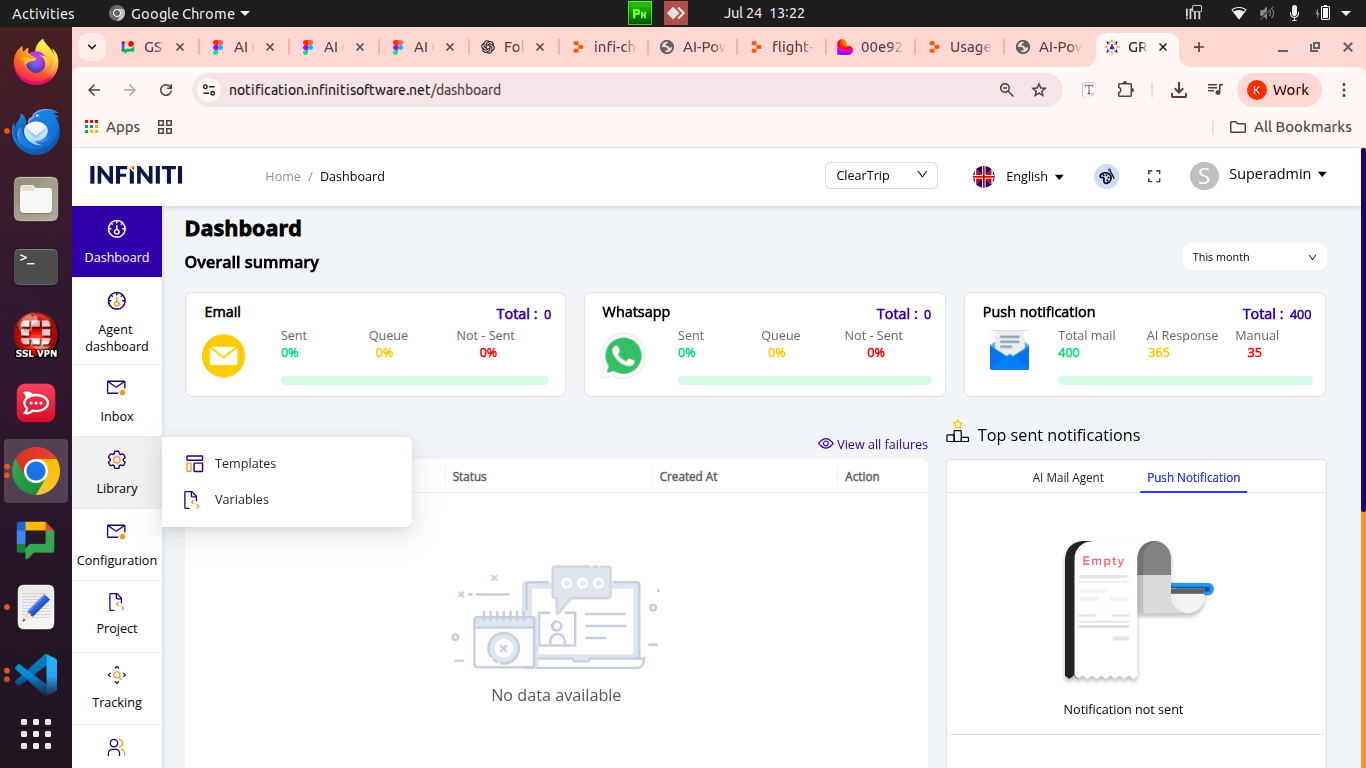 Activities
Google Chrome
Jul 24 13:22
GS
AI
AI
AI
Fol
infi-ch
AI-Pow
flight-
00e92
Usage
AI-Pow
GR
notification.infinitisoftware.net/dashboard
K Work
Apps
All Bookmarks
INFINITI
Home / Dashboard
ClearTrip
English
S
Superadmin
Dashboard
Agent
dashboard
Inbox
Library
Configuration
Project
Tracking
SSL VPN
Dashboard
Overall summary
This month
Email
Total : 0
Sent Queue Not - Sent
0% 0% 0%
Whatsapp
Total : 0
Sent Queue Not - Sent
0% 0% 0%
Push notification
Total : 400
Total mail AI Response Manual
400 365 35
Templates
Variables
View all failures
Status Created At Action
No data available
Top sent notifications
AI Mail Agent Push Notification
Empty
Notification not sent